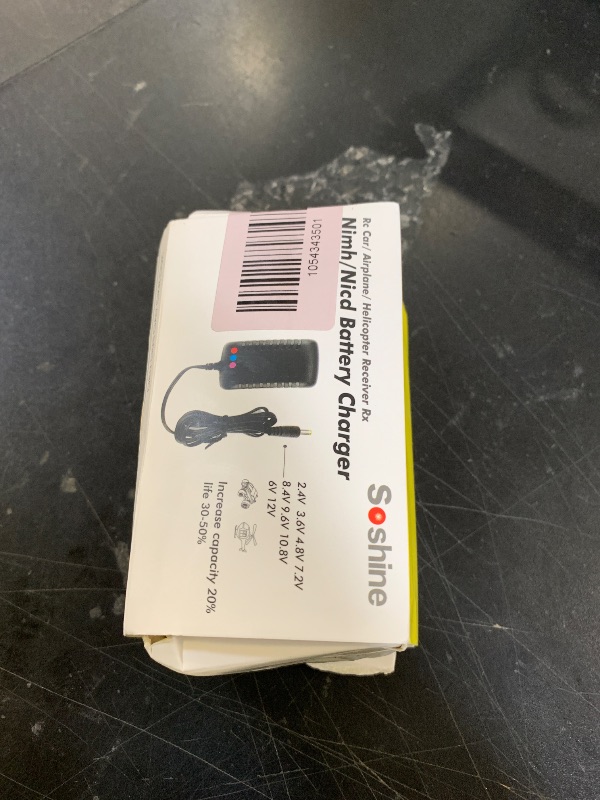 Soshine
Rc Car/ Airplane/ Helicopter Receiver Rx
Nimh/Nicd Battery Charger
1054343501
2.4V 3.6V 4.8V 7.2V
8.4V 9.6V 10.8V
6V 12V
Increase capacity 20%
life 30-50%